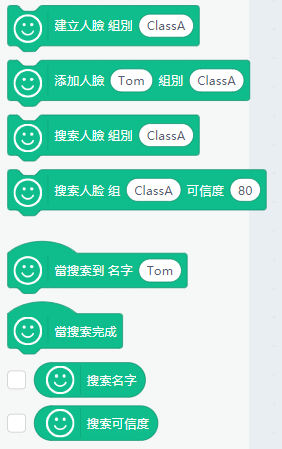 建立人臉 組別 ClassA
添加人臉 Tom 組別 ClassA
搜索人臉 組別 ClassA
搜索人脸 组 ClassA 可信度 80
當搜索到 名字 Tom
當搜索完成
搜索名字
搜索可信度